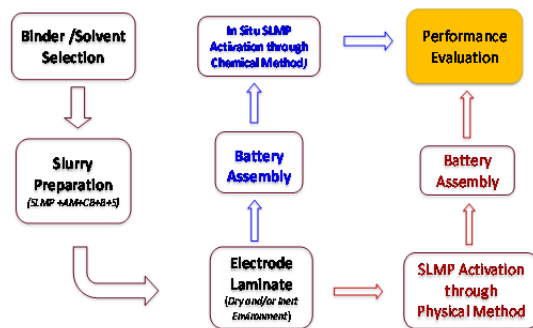 Binder /Solvent
Selection
Slurry
Preparation
(SLMP +AM+CB+B+S)
Electrode
Laminate
(Dry and/or Inert
Environment)
Battery
Assembly
In Situ SLMP
Activation through
Chemical Method)
SLMP Activation
through
Physical Method
Battery
Assembly
Performance
Evaluation